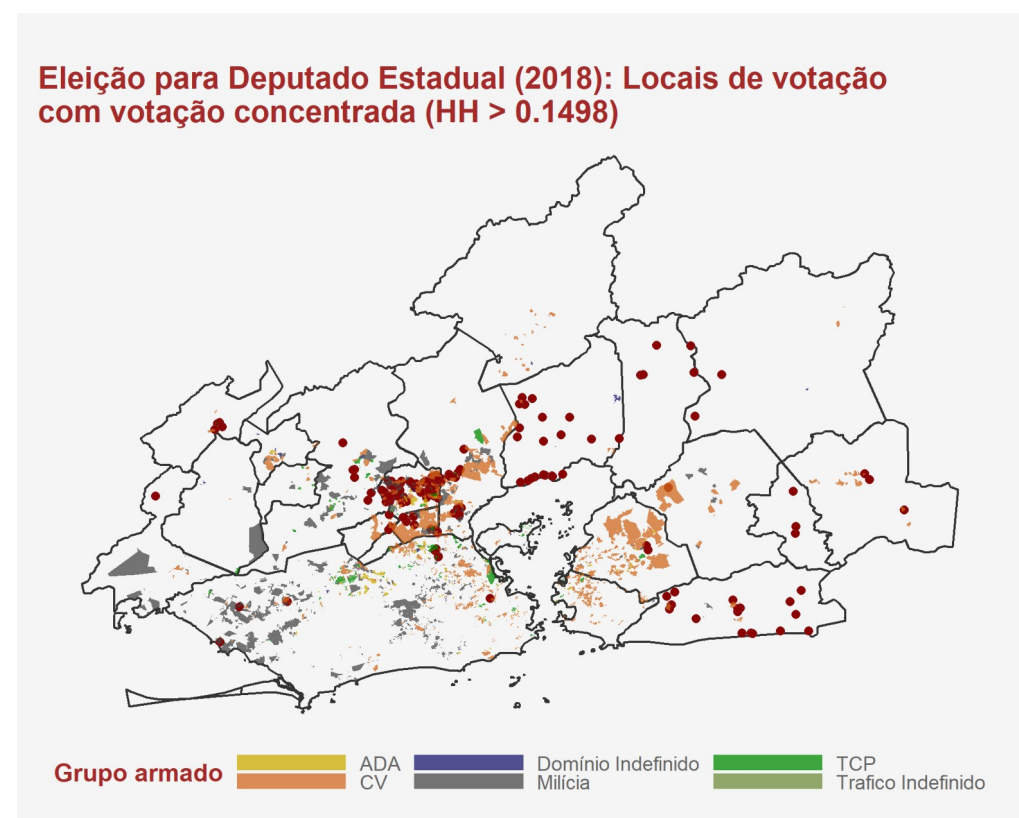 Eleição para Deputado Estadual (2018): Locais de votação
com votação concentrada (HH > 0.1498)
Grupo armado
ADA
CV
Domínio Indefinido
Milícia
TCP
Trafico Indefinido